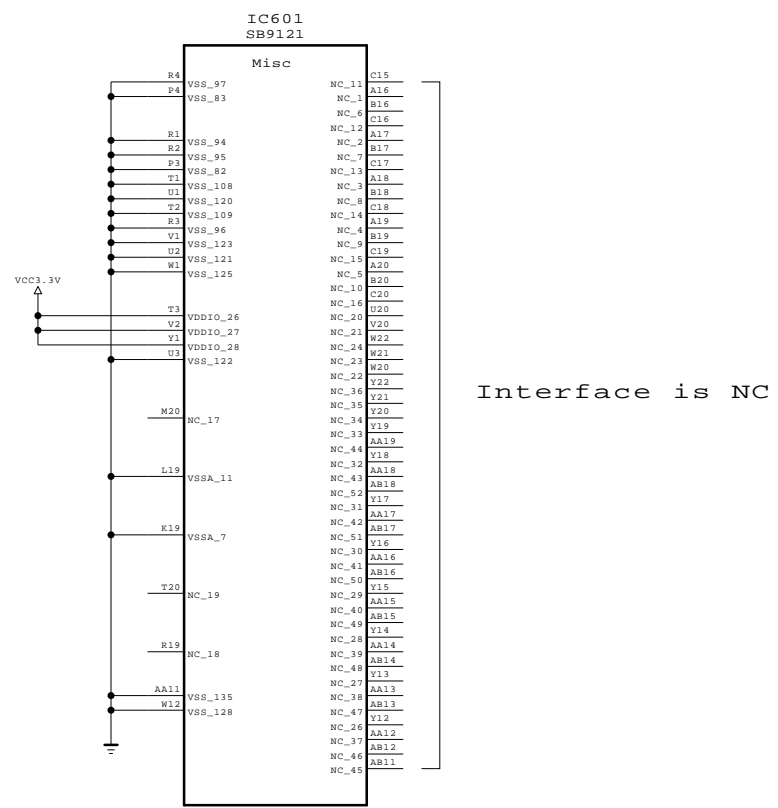 IC601
SB9121
Misc
R4 VSS_97
P4 VSS_83
R1 VSS_94
R2 VSS_95
P3 VSS_82
T1 VSS_108
U1 VSS_120
T2 VSS_109
R3 VSS_96
V1 VSS_123
U2 VSS_121
W1 VSS_125
VCC3.3V
T3 VDDIO_26
V2 VDDIO_27
Y1 VDDIO_28
U3 VSS_122
M20 NC_17
L19 VSSA_11
K19 VSSA_7
T20 NC_19
R19 NC_18
AA11 VSS_135
W12 VSS_128
NC_11 C15
NC_1 A16
NC_6 B16
NC_12 C16
NC_2 A17
NC_7 B17
NC_13 C17
NC_3 A18
NC_8 B18
NC_14 C18
NC_4 A19
NC_9 B19
NC_15 C19
NC_5 A20
NC_10 B20
NC_16 C20
NC_20 U20
NC_21 V20
NC_24 W22
NC_23 W21
NC_22 W20
NC_36 Y22
NC_35 Y21
NC_34 Y20
NC_33 Y19
NC_44 AA19
NC_32 Y18
NC_43 AA18
NC_52 AB18
NC_31 Y17
NC_42 AA17
NC_51 AB17
NC_30 Y16
NC_41 AA16
NC_50 AB16
NC_29 Y15
NC_40 AA15
NC_49 AB15
NC_28 Y14
NC_39 AA14
NC_48 AB14
NC_27 Y13
NC_38 AA13
NC_47 AB13
NC_26 Y12
NC_37 AA12
NC_46 AB12
NC_45 AB11
Interface is NC